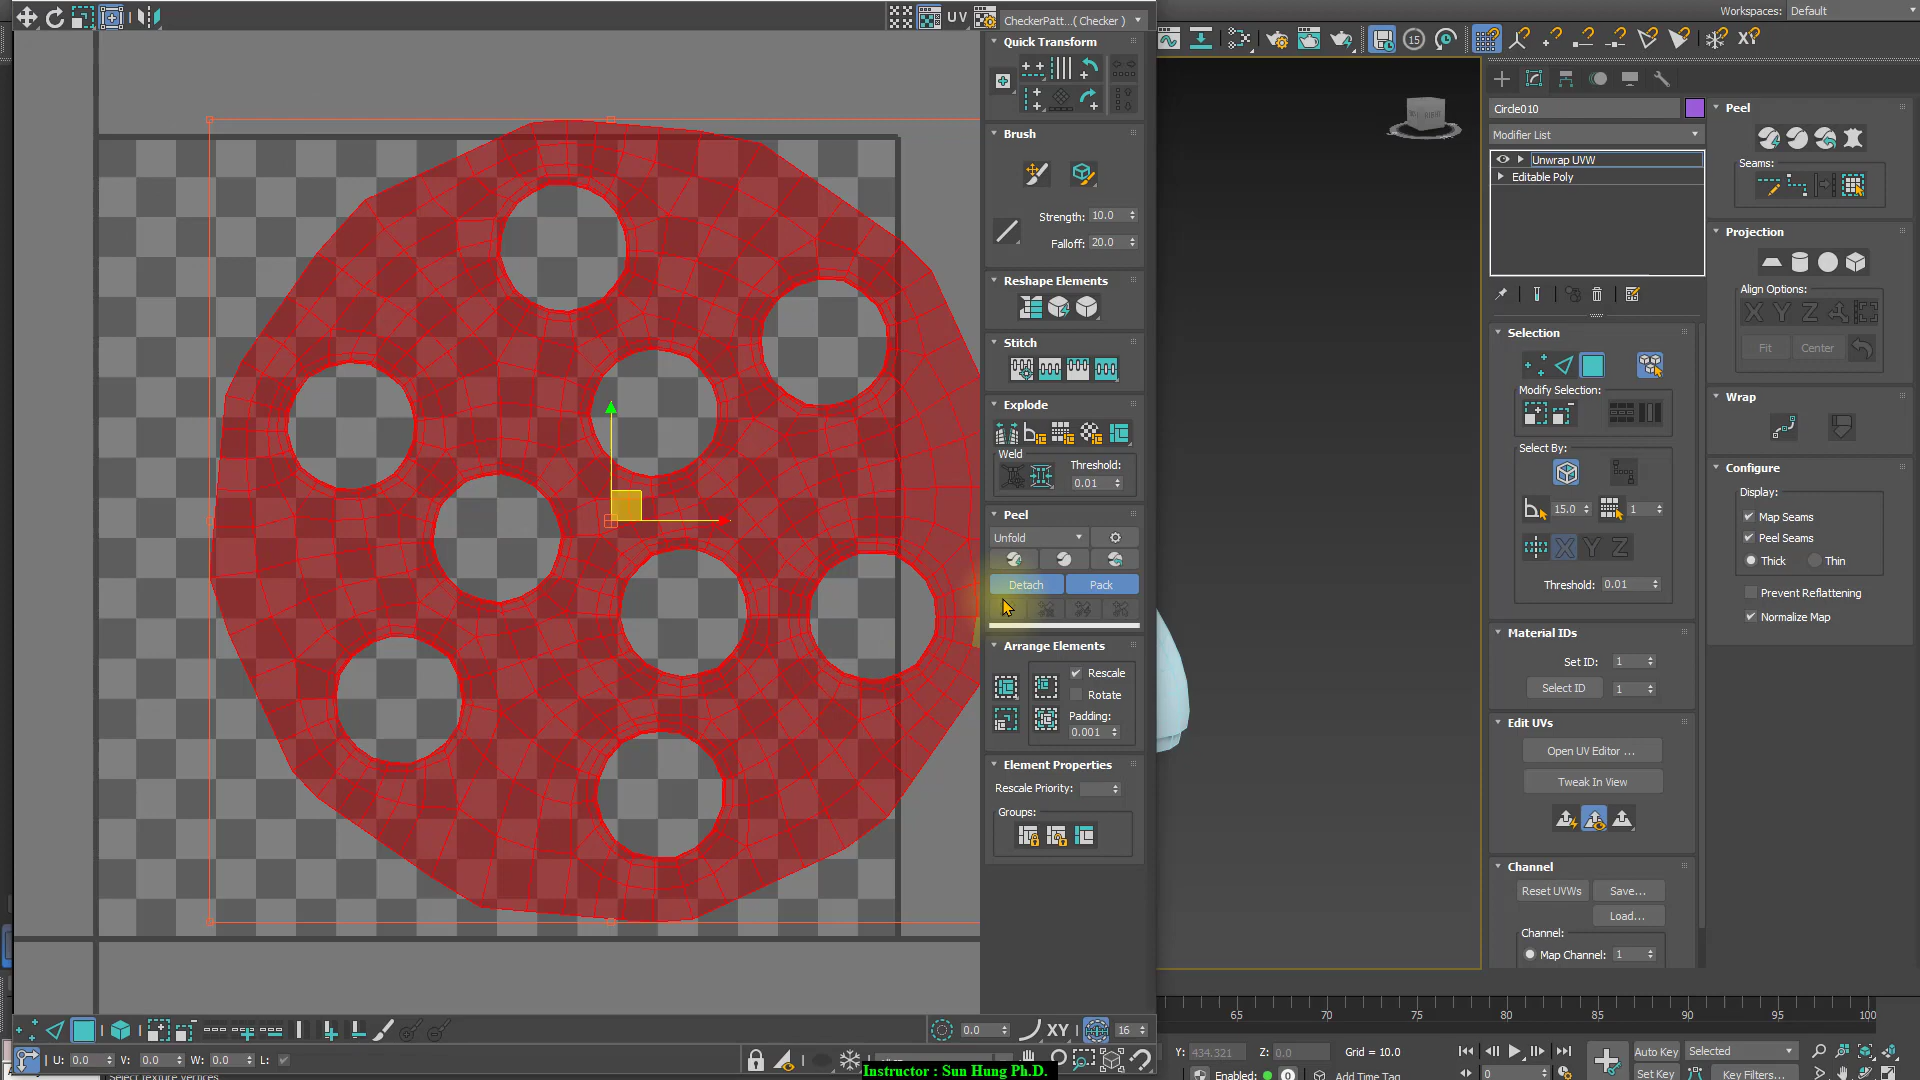 Workspaces: Default
UV CheckerPatt...( Checker )
15
Quick Transform
Brush
Strength: 10.0
Falloff: 20.0
Reshape Elements
Stitch
Explode
Weld
Threshold:
0.01
Peel
Unfold
Detach Pack
Arrange Elements
Rescale
Rotate
Padding:
0.001
Element Properties
Rescale Priority:
Groups:
Circle010
Modifier List
Unwrap UVW
Editable Poly
Selection
Modify Selection:
Select By:
15.0 1
X Y Z
Threshold: 0.01
Material IDs
Set ID: 1
Select ID 1
Edit UVs
Open UV Editor ...
Tweak In View
Channel
Reset UVWs Save...
Load...
Channel:
Map Channel: 1
Peel
Seams:
Projection
Align Options:
X Y Z
Fit Center
Wrap
Configure
Display:
Map Seams
Peel Seams
Thick Thin
Prevent Reflattening
Normalize Map
65 70 75 80 85 90 95 100
0.0 XY 16
U: 0.0 V: 0.0 W: 0.0 L:
Y: 434.321 Z: 0.0 Grid = 10.0
Auto Key Selected
Enabled: Add Time Tag
0 Set Key Key Filters...
Select texture vertices
Instructor : Sun Hung Ph.D.